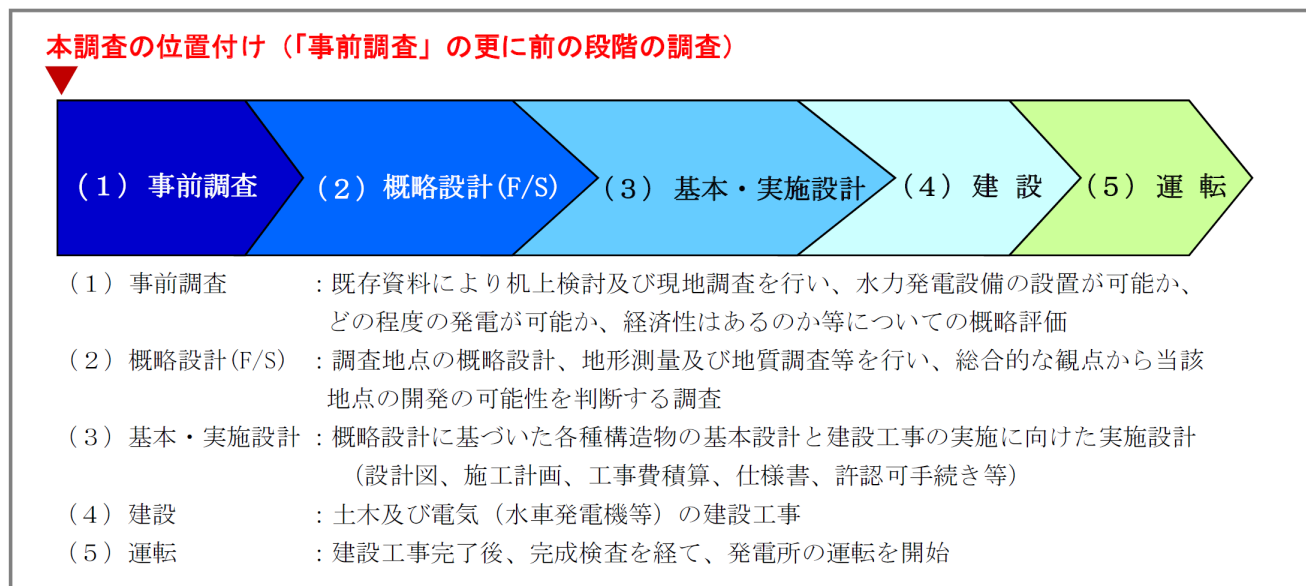 本調査の位置付け（「事前調査」の更に前の段階の調査）
（１）事前調査
（２）概略設計(F/S)
（３）基本・実施設計
（４）建 設
（５）運 転
（１）事前調査　：既存資料により机上検討及び現地調査を行い、水力発電設備の設置が可能か、
どの程度の発電が可能か、経済性はあるのか等についての概略評価
（２）概略設計(F/S)　：調査地点の概略設計、地形測量及び地質調査等を行い、総合的な観点から当該
地点の開発の可能性を判断する調査
（３）基本・実施設計：概略設計に基づいた各種構造物の基本設計と建設工事の実施に向けた実施設計
（設計図、施工計画、工事費積算、仕様書、許認可手続き等）
（４）建設　：土木及び電気（水車発電機等）の建設工事
（５）運転　：建設工事完了後、完成検査を経て、発電所の運転を開始